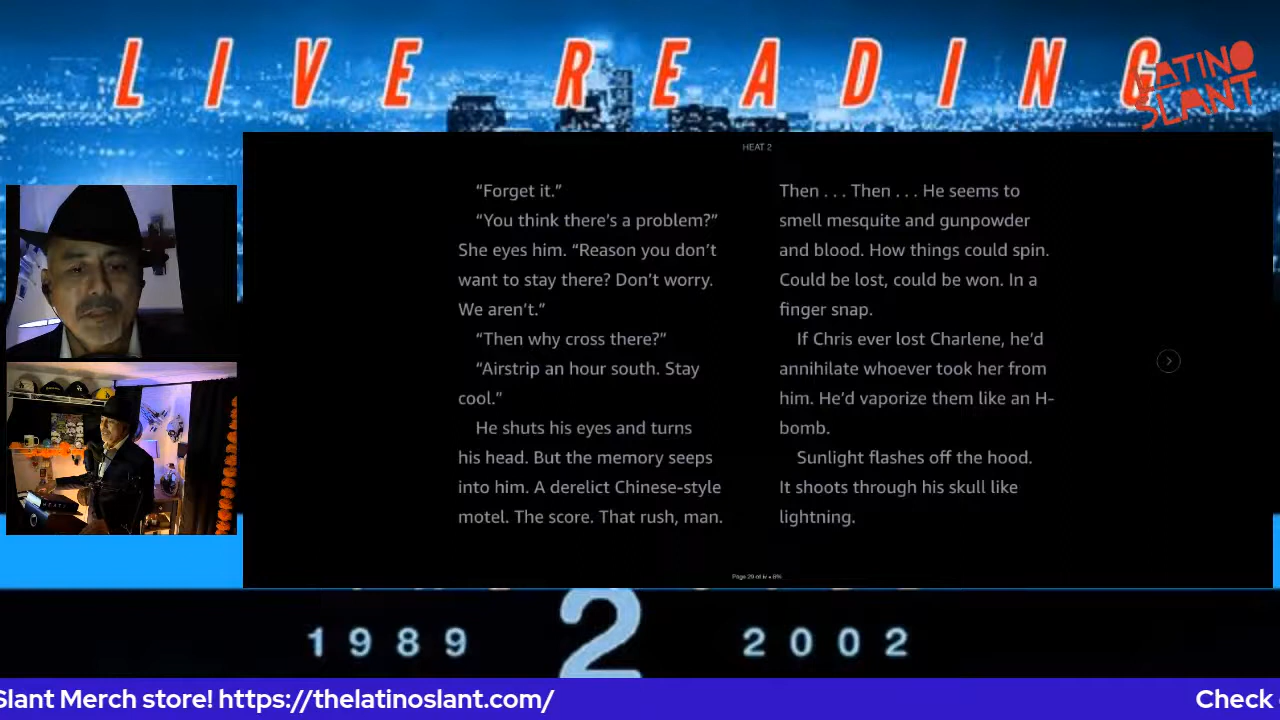 LIVE READING
LATINO
SLANT
HEAT 2
“Forget it.”
“You think there’s a problem?”
She eyes him. “Reason you don’t
want to stay there? Don’t worry.
We aren’t.”
“Then why cross there?”
“Airstrip an hour south. Stay
cool.”
He shuts his eyes and turns
his head. But the memory seeps
into him. A derelict Chinese-style
motel. The score. That rush, man.
Then . . . Then . . . He seems to
smell mesquite and gunpowder
and blood. How things could spin.
Could be lost, could be won. In a
finger snap.
If Chris ever lost Charlene, he’d
annihilate whoever took her from
him. He’d vaporize them like an H-
bomb.
Sunlight flashes off the hood.
It shoots through his skull like
lightning.
Page 29 of iv • 8%
1989 2 2002
Slant Merch store! https://thelatinoslant.com/ Check